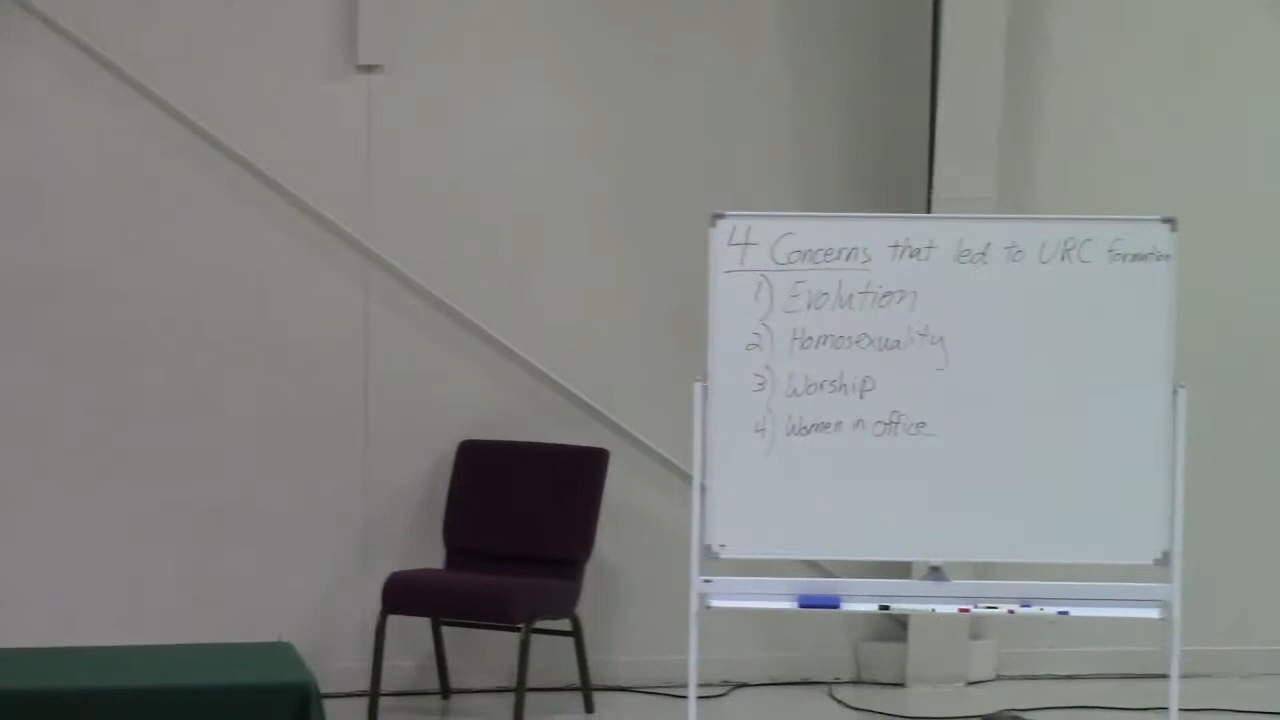 4 Concerns that led to URC formation
1) Evolution
2) Homosexuality
3) Worship
4) Women in office